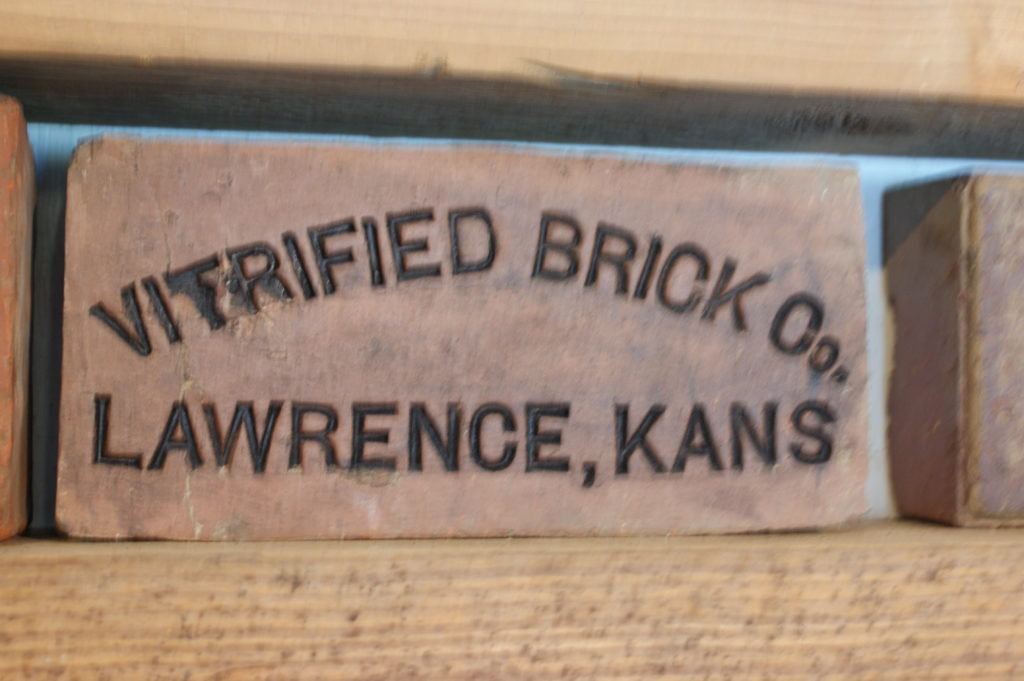 VITRIFIED BRICK Co.
LAWRENCE, KANS